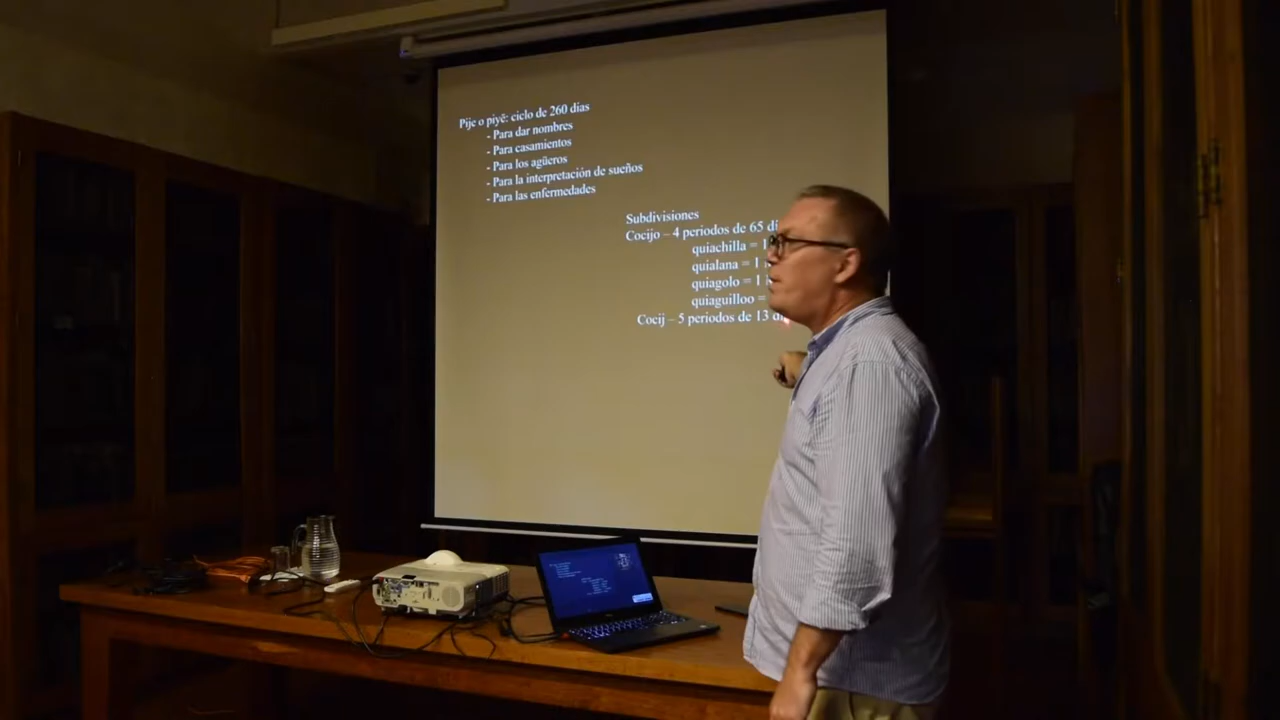 Pije o piyê: ciclo de 260 días
- Para dar nombres
- Para casamientos
- Para los agüeros
- Para la interpretación de sueños
- Para las enfermedades
Subdivisiones
Cocijo – 4 periodos de 65
quiachilla =
quialana = 1
quiagolo = 1
quiaguilloo =
Cocij – 5 periodos de 13